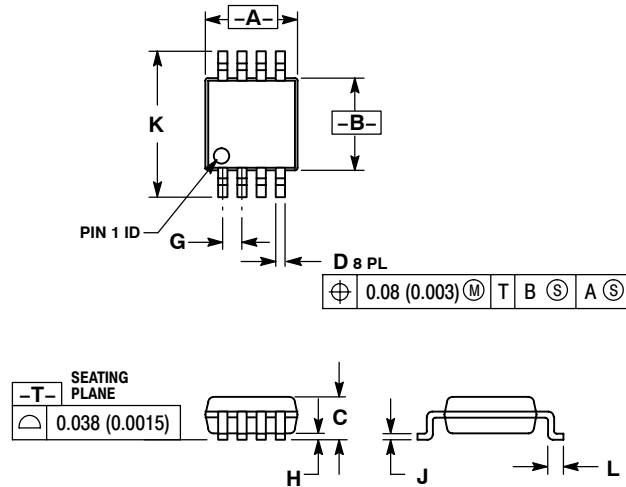 –A–
K
–B–
PIN 1 ID
G
D 8 PL
⌖ 0.08 (0.003) Ⓜ T B Ⓢ A Ⓢ
–T– SEATING
PLANE
⌓ 0.038 (0.0015)
C
H
J
L